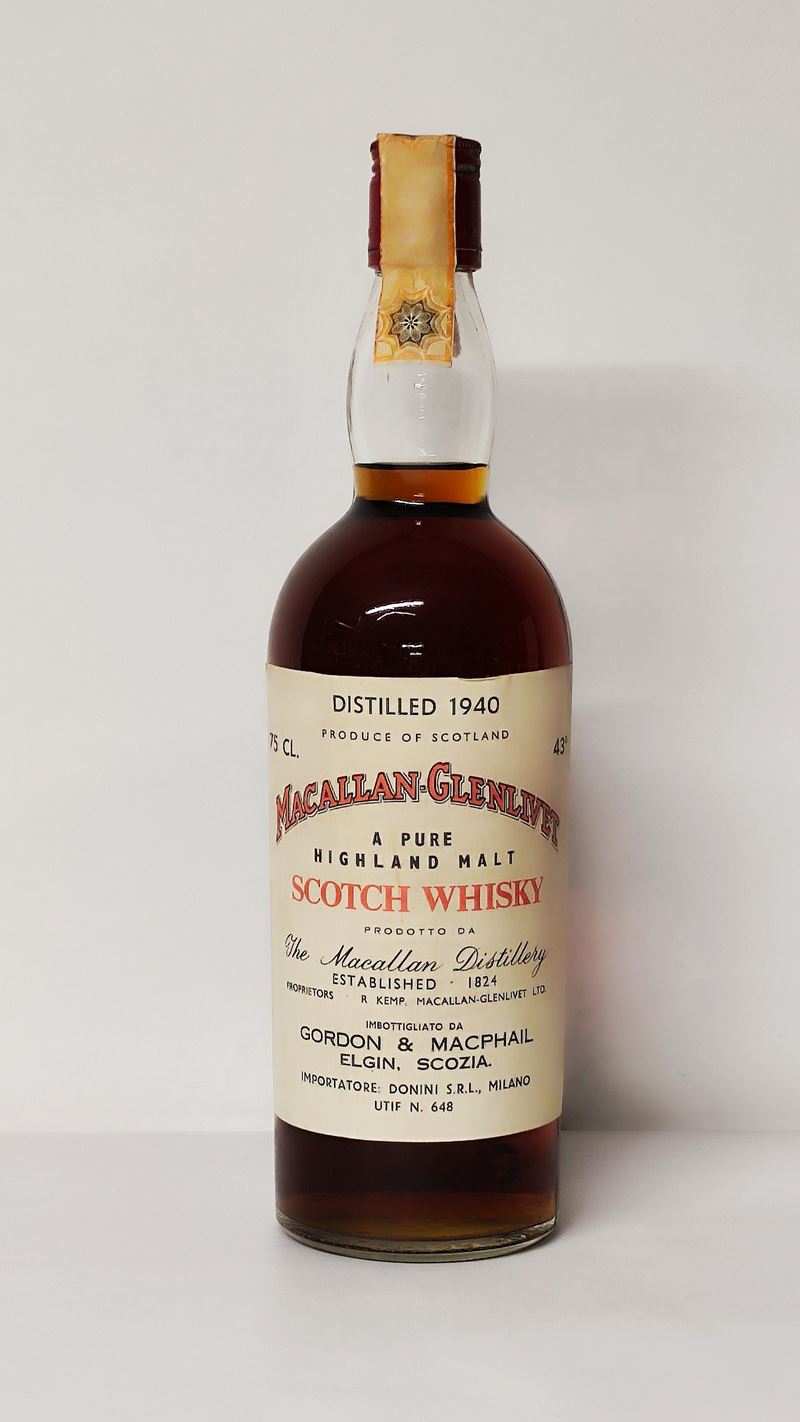 DISTILLED 1940
PRODUCE OF SCOTLAND
75 CL.
43°
MACALLAN-GLENLIVET
A PURE
HIGHLAND MALT
SCOTCH WHISKY
PRODOTTO DA
The Macallan Distillery
ESTABLISHED · 1824
PROPRIETORS · R KEMP, MACALLAN-GLENLIVET LTD.
IMBOTTIGLIATO DA
GORDON & MACPHAIL
ELGIN, SCOZIA.
IMPORTATORE: DONINI S.R.L., MILANO
UTIF N. 648